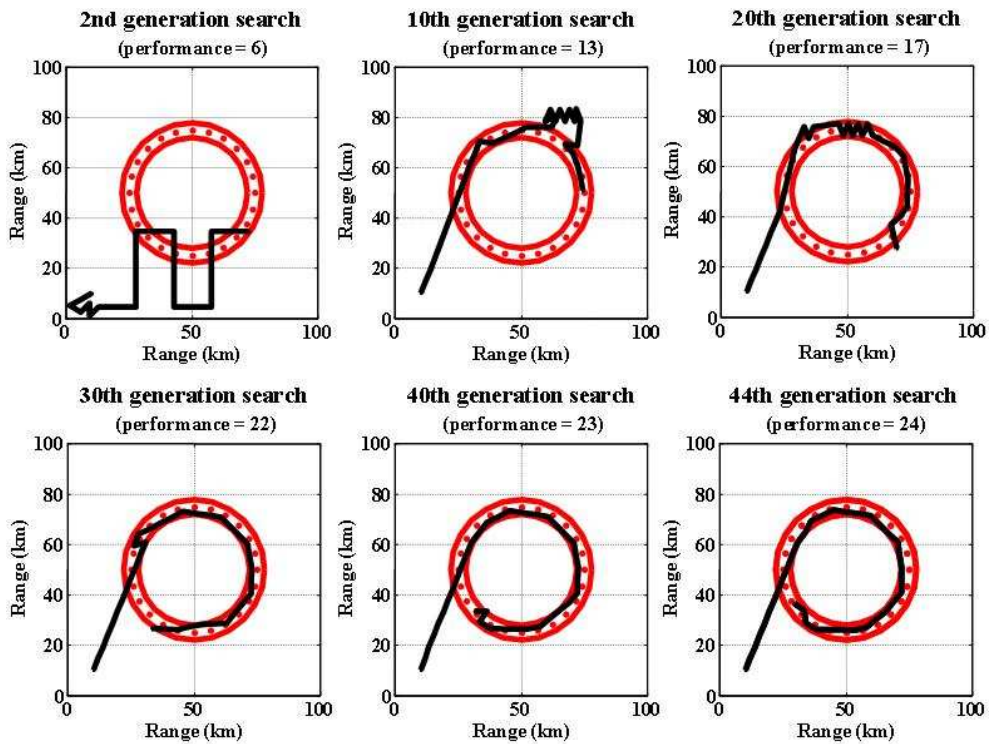 2nd generation search
(performance = 6)
100
80
60
40
20
0
0
50
100
Range (km)
Range (km)
10th generation search
(performance = 13)
100
80
60
40
20
0
0
50
100
Range (km)
Range (km)
20th generation search
(performance = 17)
100
80
60
40
20
0
0
50
100
Range (km)
Range (km)
30th generation search
(performance = 22)
100
80
60
40
20
0
0
50
100
Range (km)
Range (km)
40th generation search
(performance = 23)
100
80
60
40
20
0
0
50
100
Range (km)
Range (km)
44th generation search
(performance = 24)
100
80
60
40
20
0
0
50
100
Range (km)
Range (km)